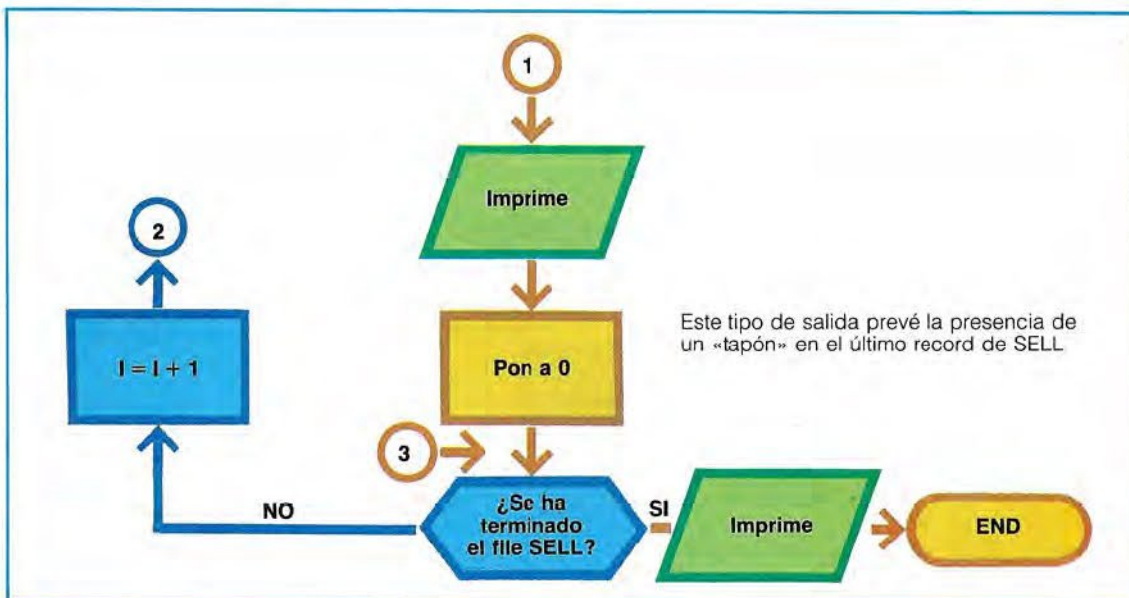 1
Imprime
2
I = I + 1
Pon a 0
Este tipo de salida prevé la presencia de
un «tapón» en el último record de SELL
3
NO
¿Se ha
terminado
el file SELL?
SI
Imprime
END